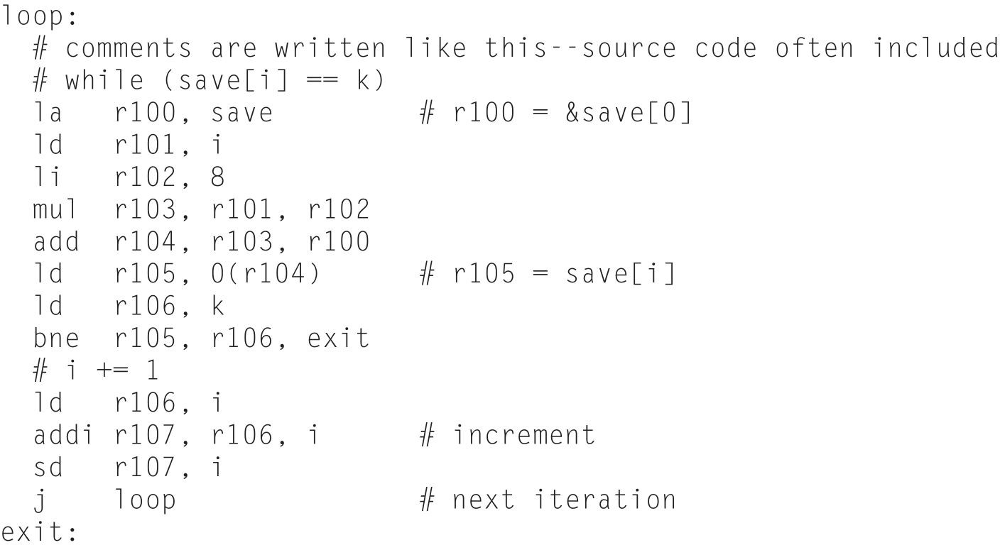 loop:
# comments are written like this--source code often included
# while (save[i] == k)
la r100, save # r100 = &save[0]
ld r101, i
li r102, 8
mul r103, r101, r102
add r104, r103, r100
ld r105, 0(r104) # r105 = save[i]
ld r106, k
bne r105, r106, exit
# i += 1
ld r106, i
addi r107, r106, i # increment
sd r107, i
j loop # next iteration
exit: